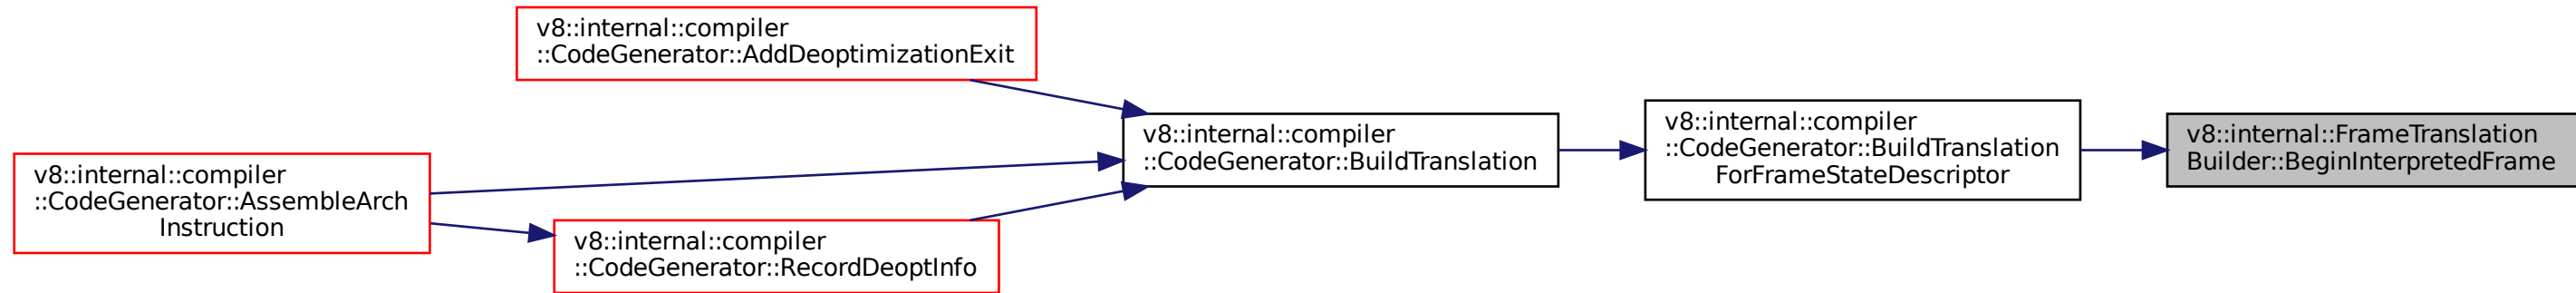 v8::internal::compiler
::CodeGenerator::AddDeoptimizationExit
v8::internal::compiler
::CodeGenerator::AssembleArch
Instruction
v8::internal::compiler
::CodeGenerator::RecordDeoptInfo
v8::internal::compiler
::CodeGenerator::BuildTranslation
v8::internal::compiler
::CodeGenerator::BuildTranslation
ForFrameStateDescriptor
v8::internal::FrameTranslation
Builder::BeginInterpretedFrame